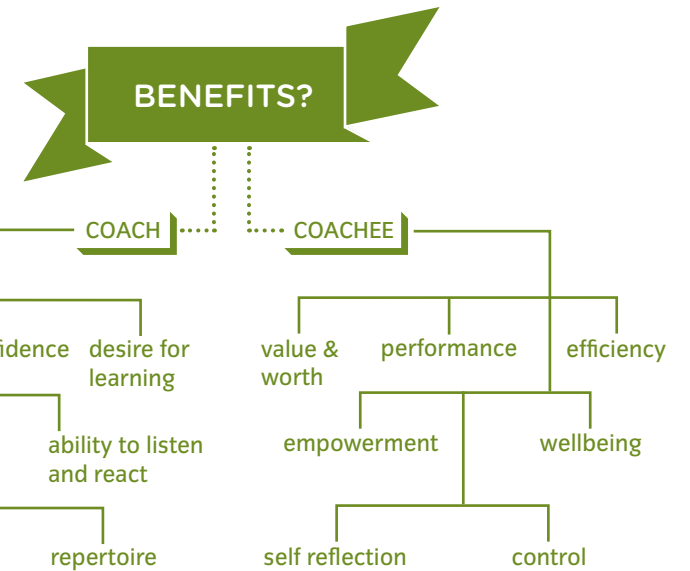 BENEFITS?
COACH
COACHEE
desire for
learning
value &
worth
performance
efficiency
ability to listen
and react
empowerment
wellbeing
repertoire
self reflection
control